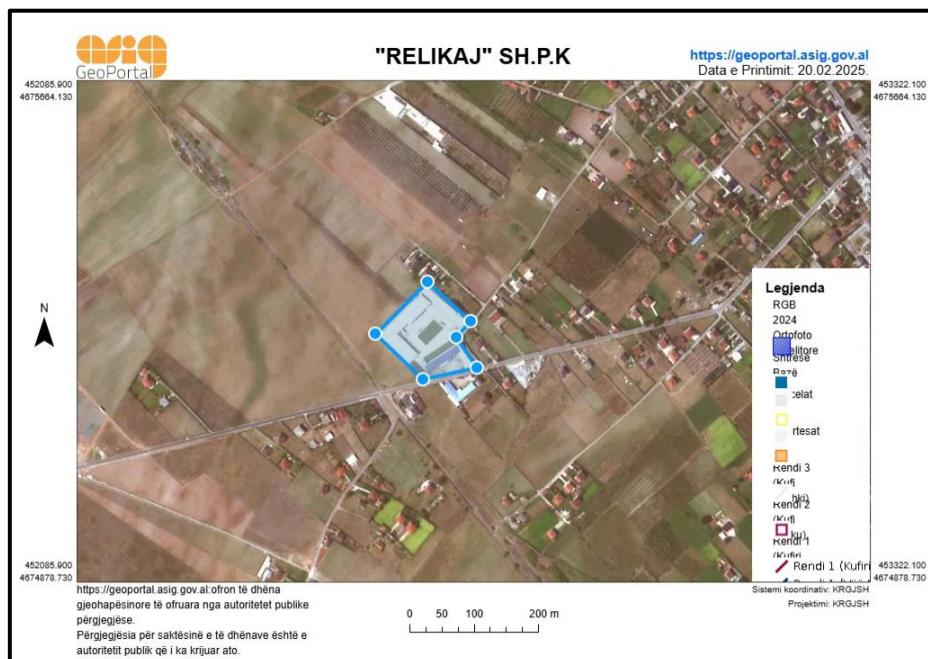 asig
GeoPortal
"RELIKAJ" SH.P.K
https://geoportal.asig.gov.al
Data e Printimit: 20.02.2025.
452085.900
4675664.130
453322.100
4675664.130
N
Legjenda
RGB
2024
Ortofoto
Shtresë
Bazë
Rendi 3
(Kufi
Rendi 2
(Kufi
Rendi 1
(Kufiri
Rendi 1 (Kufiri
452085.900
4674878.730
453322.100
4674878.730
https://geoportal.asig.gov.al:ofron të dhëna
gjeohapësinore të ofruara nga autoritetet publike
përgjegjëse.
Përgjegjësia për saktësinë e të dhënave është e
autoritetit publik që i ka krijuar ato.
0 50 100 200 m
Sistemi koordinativ: KRGJSH
Projektimi: KRGJSH